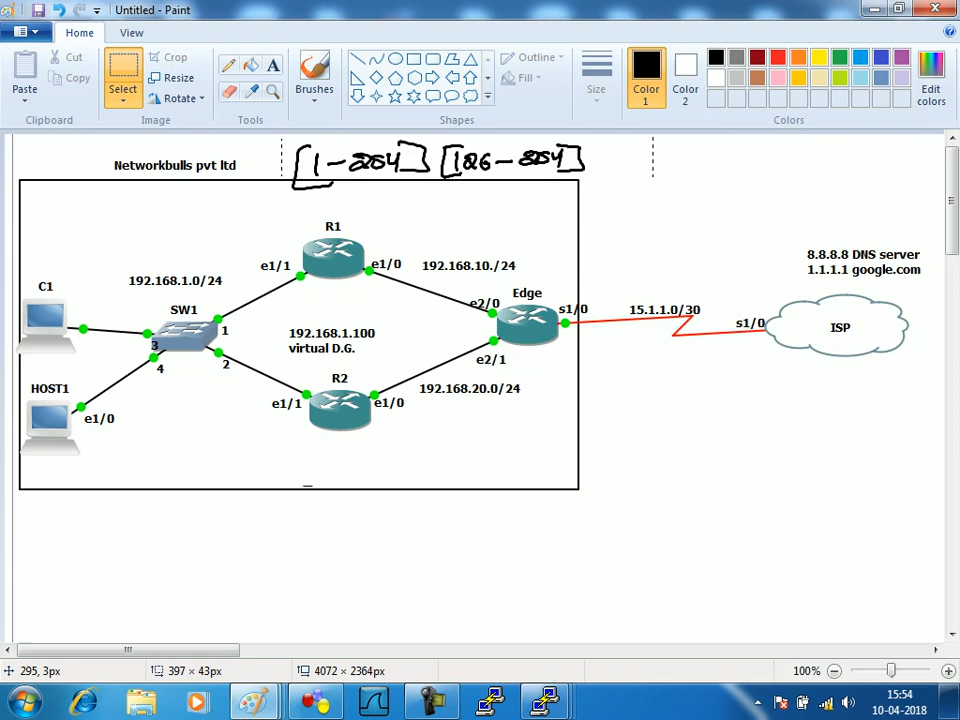 Untitled - Paint
Home
View
Paste
Cut
Copy
Clipboard
Select
Crop
Resize
Rotate
Image
A
Tools
Brushes
Outline
Fill
Shapes
Size
Color 1
Color 2
Edit colors
Colors
[1 - 254] [126 - 254]
Networkbulls pvt ltd
R1
8.8.8.8 DNS server
1.1.1.1 google.com
e1/1
e1/0
192.168.10./24
192.168.1.0/24
C1
Edge
SW1
e2/0
s1/0
15.1.1.0/30
s1/0
ISP
1
192.168.1.100
virtual D.G.
3
4
2
e2/1
R2
HOST1
192.168.20.0/24
e1/1
e1/0
e1/0
295, 3px
397 × 43px
4072 × 2364px
100%
15:54
10-04-2018